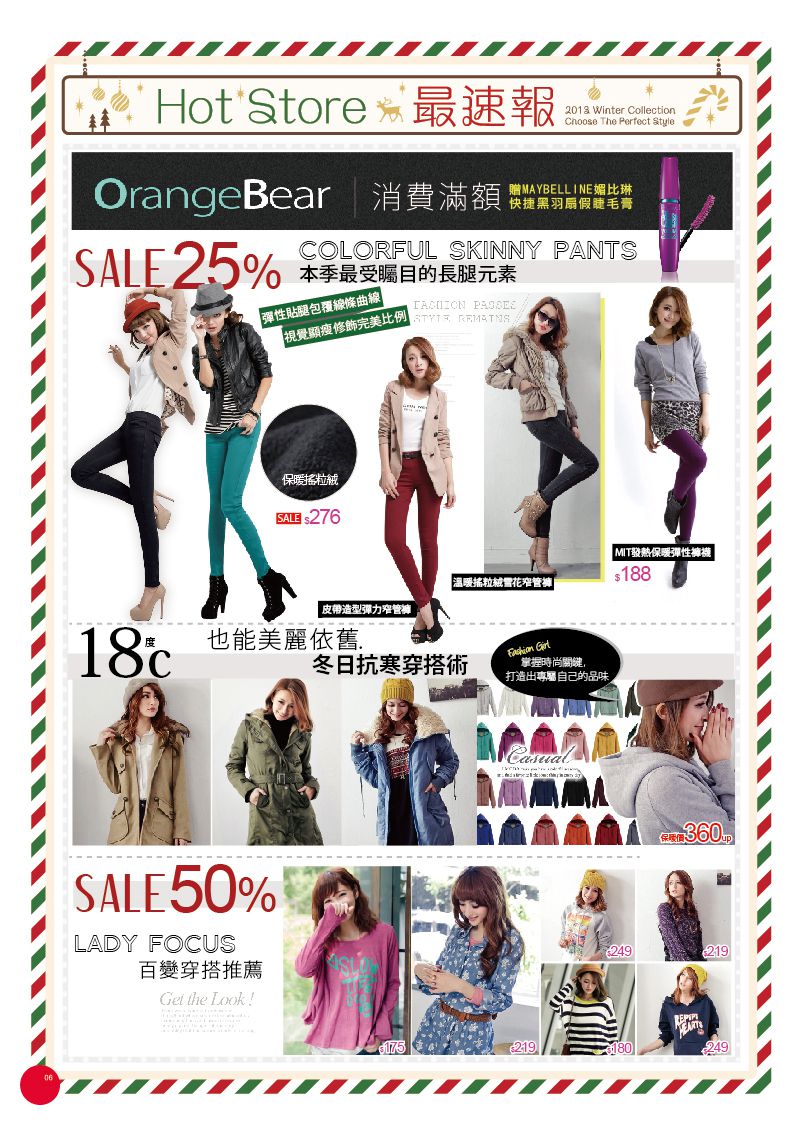 Hot Store 最速報
2013 Winter Collection
Choose The Perfect Style
OrangeBear 消費滿額
贈MAYBELLINE媚比琳
快捷黑羽扇假睫毛膏
SALE 25%
COLORFUL SKINNY PANTS
本季最受矚目的長腿元素
彈性貼腿包覆線條曲線
視覺顯瘦修飾完美比例
FASHION PASSES
STYLE REMAINS
保暖搖粒絨
SALE $276
MIT發熱保暖彈性褲襪
$188
溫暖搖粒絨雪花窄管褲
皮帶造型彈力窄管褲
18度c
也能美麗依舊.
冬日抗寒穿搭術
Fashion Girl
掌握時尚關鍵,
打造出專屬自己的品味
Casual
保暖價360up
SALE 50%
LADY FOCUS
百變穿搭推薦
Get the Look !
$175
$219
$249
$219
$180
REPEAT
HEARTS
$249
06